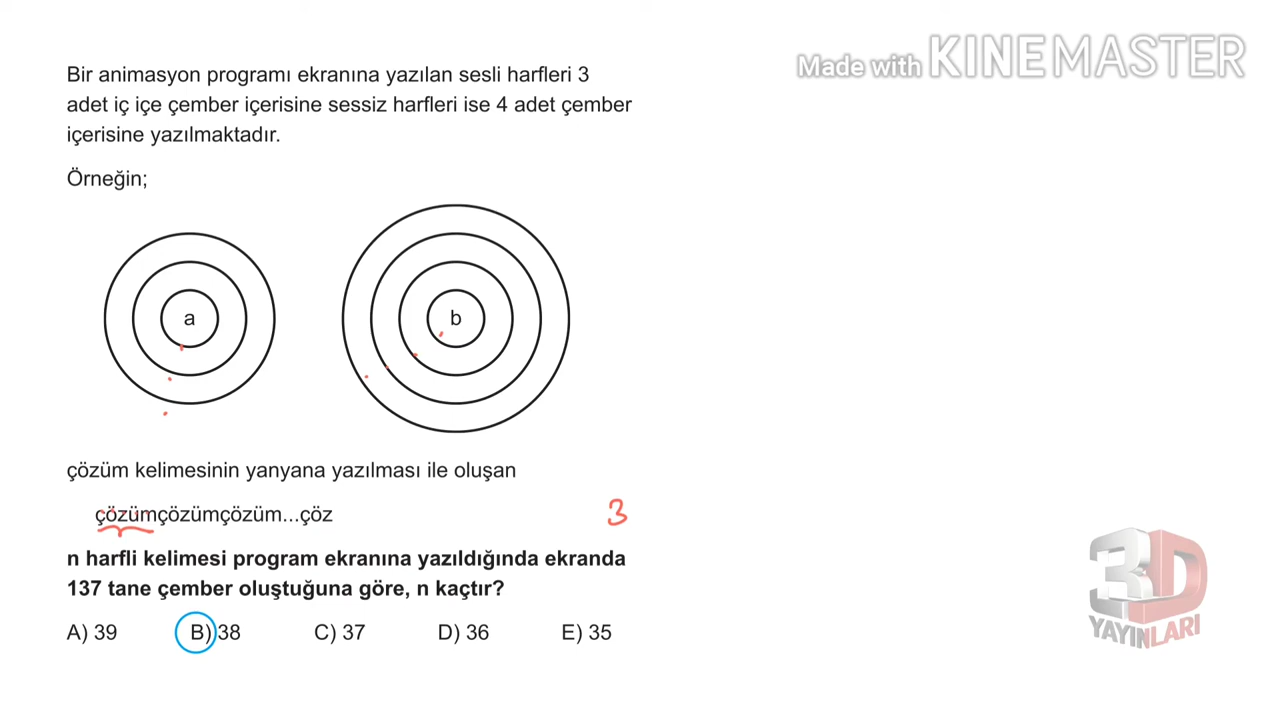 Bir animasyon programı ekranına yazılan sesli harfleri 3
adet iç içe çember içerisine sessiz harfleri ise 4 adet çember
içerisine yazılmaktadır.
Örneğin;
a
b
çözüm kelimesinin yanyana yazılması ile oluşan
çözümçözümçözüm...çöz
3
n harfli kelimesi program ekranına yazıldığında ekranda
137 tane çember oluştuğuna göre, n kaçtır?
A) 39 B) 38 C) 37 D) 36 E) 35
Made with KINEMASTER
3D
YAYINLARI